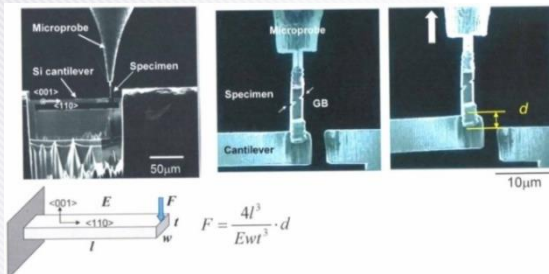 Microprobe
Si cantilever
Specimen
<001>
<110>
50μm
Microprobe
Specimen
GB
Cantilever
d
10μm
<001>
E
F
<110>
t
w
l
F = 4l³/Ewt³ · d